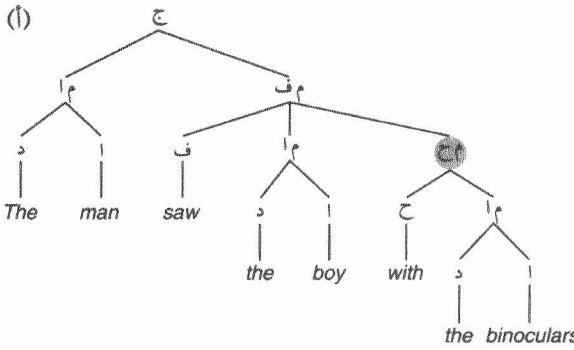 (أ)
ج
م ا
م ف
د
ا
ف
م ا
م ح
The
man
saw
د
ا
ح
م ا
the
boy
with
د
ا
the
binoculars